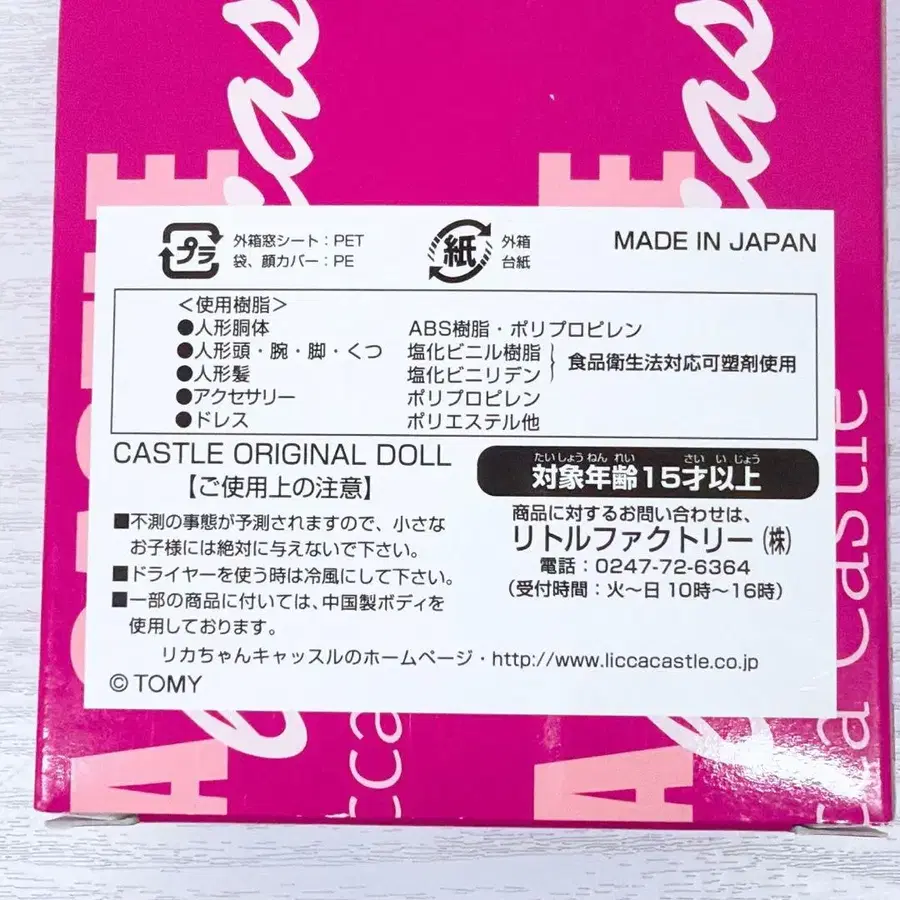 プラ 外箱窓シート:PET
袋、顔カバー:PE
紙 外箱
台紙
MADE IN JAPAN
<使用樹脂>
●人形胴体 ABS樹脂・ポリプロピレン
●人形頭・腕・脚・くつ 塩化ビニル樹脂
●人形髪 塩化ビニリデン
食品衛生法対応可塑剤使用
●アクセサリー ポリプロピレン
●ドレス ポリエステル他
CASTLE ORIGINAL DOLL
【ご使用上の注意】
■不測の事態が予測されますので、小さな
お子様には絶対に与えないで下さい。
■ドライヤーを使う時は冷風にして下さい。
■一部の商品に付いては、中国製ボディを
使用しております。
たいしょうねんれい さいいじょう
対象年齢15才以上
商品に対するお問い合わせは、
リトルファクトリー(株)
電話:0247-72-6364
(受付時間:火〜日 10時〜16時)
リカちゃんキャッスルのホームページ・http://www.liccacastle.co.jp
©TOMY
cca Castle